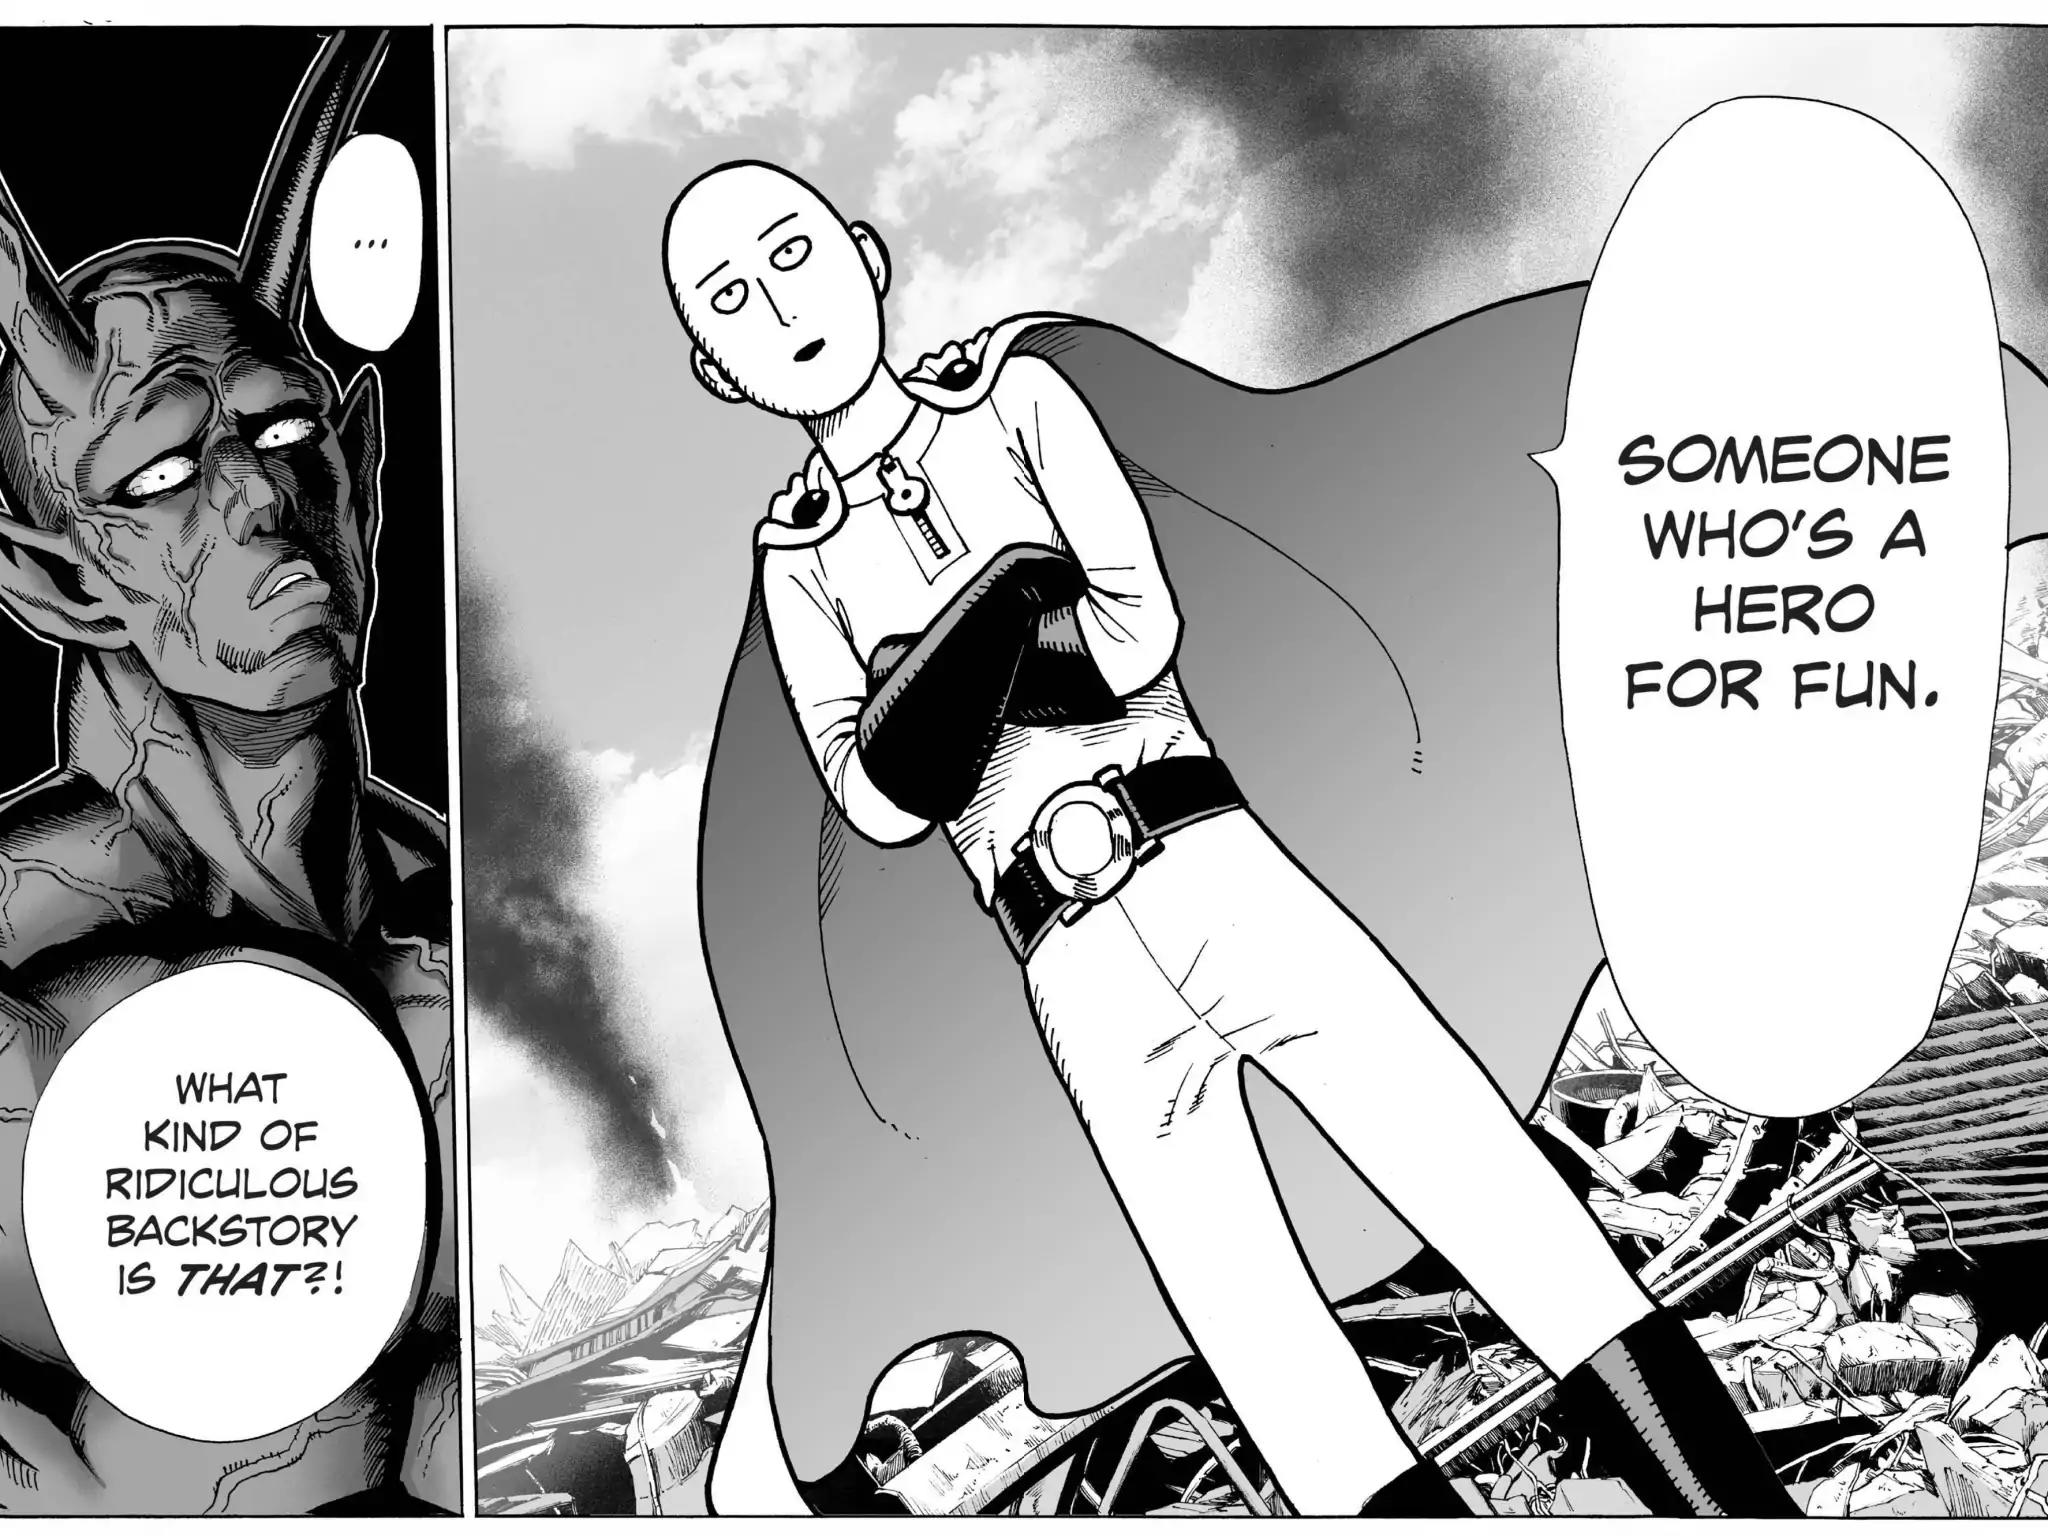 SOMEONE
WHO'S A
HERO
FOR FUN.
...
WHAT
KIND OF
RIDICULOUS
BACKSTORY
IS THAT?!